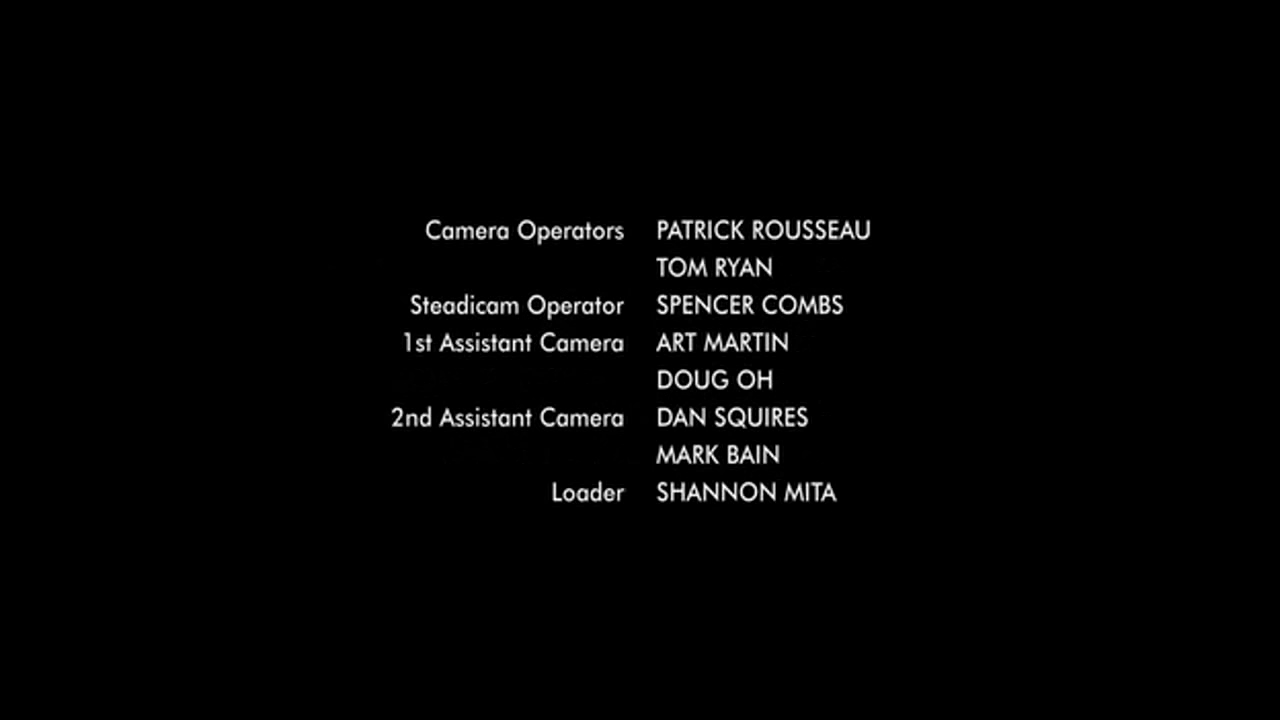 Camera Operators PATRICK ROUSSEAU
TOM RYAN
Steadicam Operator SPENCER COMBS
1st Assistant Camera ART MARTIN
DOUG OH
2nd Assistant Camera DAN SQUIRES
MARK BAIN
Loader SHANNON MITA